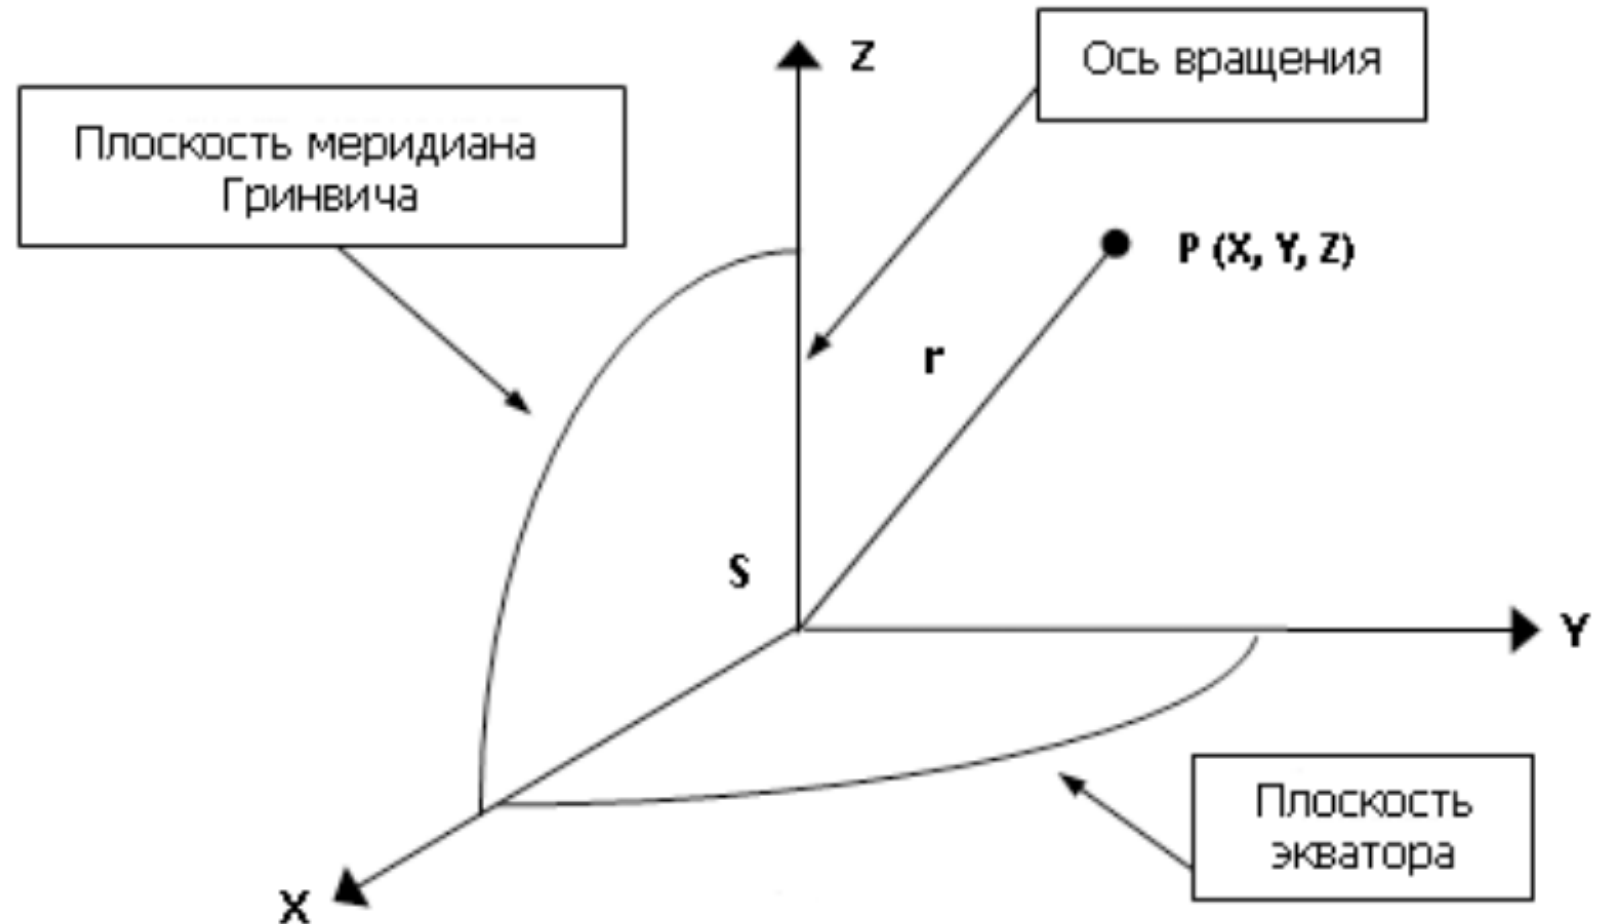 Z
Ось вращения
Плоскость меридиана
Гринвича
P (X, Y, Z)
r
S
Y
Плоскость
экватора
X